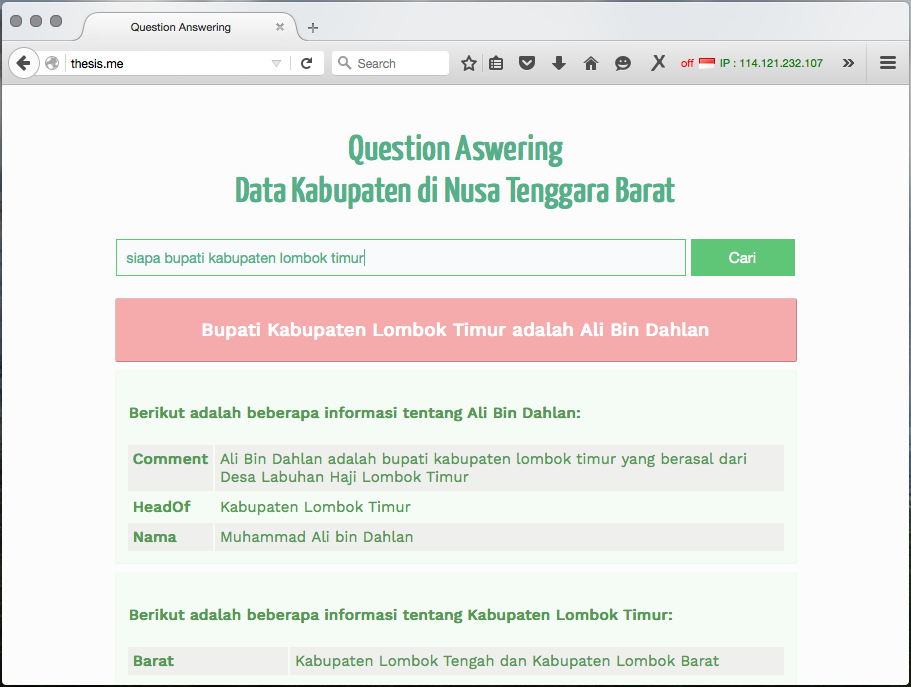 Question Answering
thesis.me
Search
off IP : 114.121.232.107
Question Aswering
Data Kabupaten di Nusa Tenggara Barat
siapa bupati kabupaten lombok timur
Cari
Bupati Kabupaten Lombok Timur adalah Ali Bin Dahlan
Berikut adalah beberapa informasi tentang Ali Bin Dahlan:
Comment Ali Bin Dahlan adalah bupati kabupaten lombok timur yang berasal dari
Desa Labuhan Haji Lombok Timur
HeadOf Kabupaten Lombok Timur
Nama Muhammad Ali bin Dahlan
Berikut adalah beberapa informasi tentang Kabupaten Lombok Timur:
Barat Kabupaten Lombok Tengah dan Kabupaten Lombok Barat